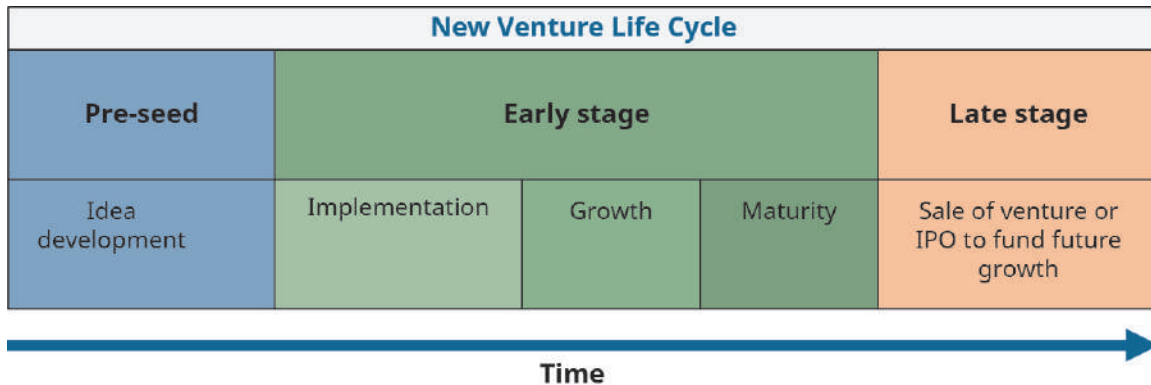 New Venture Life Cycle
Pre-seed
Early stage
Late stage
Idea
development
Implementation
Growth
Maturity
Sale of venture or
IPO to fund future
growth
Time